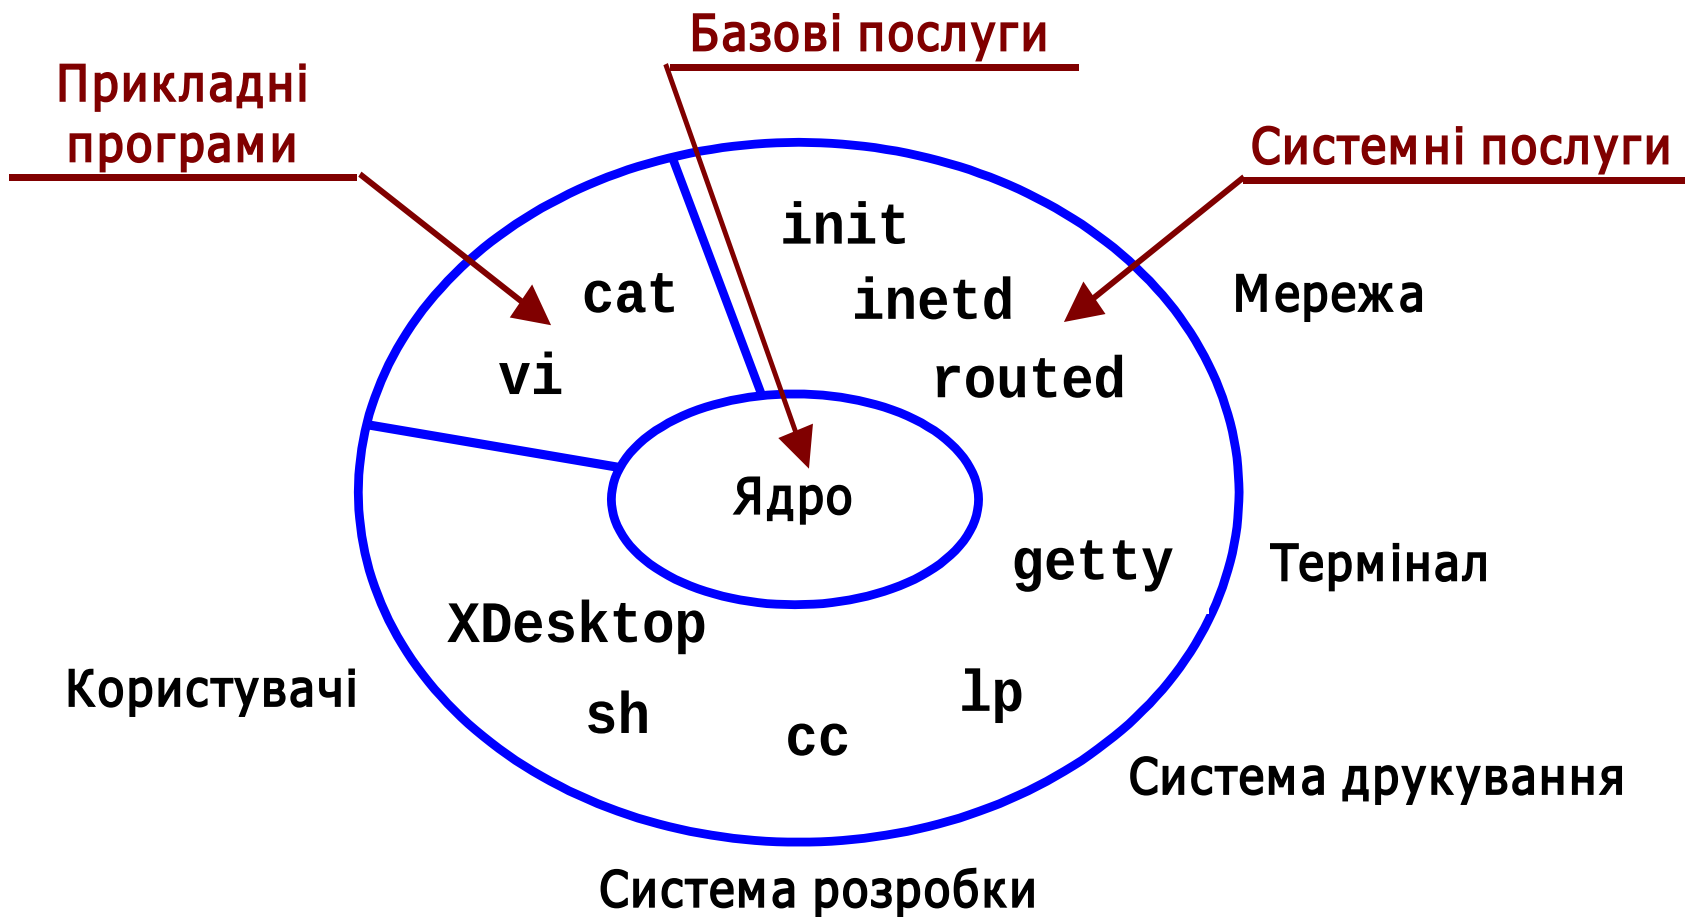 Базові послуги
Прикладні
програми
Системні послуги
init
cat
inetd
Мережа
vi
routed
Ядро
getty
Термінал
XDesktop
Користувачі
lp
sh
cc
Система друкування
Система розробки